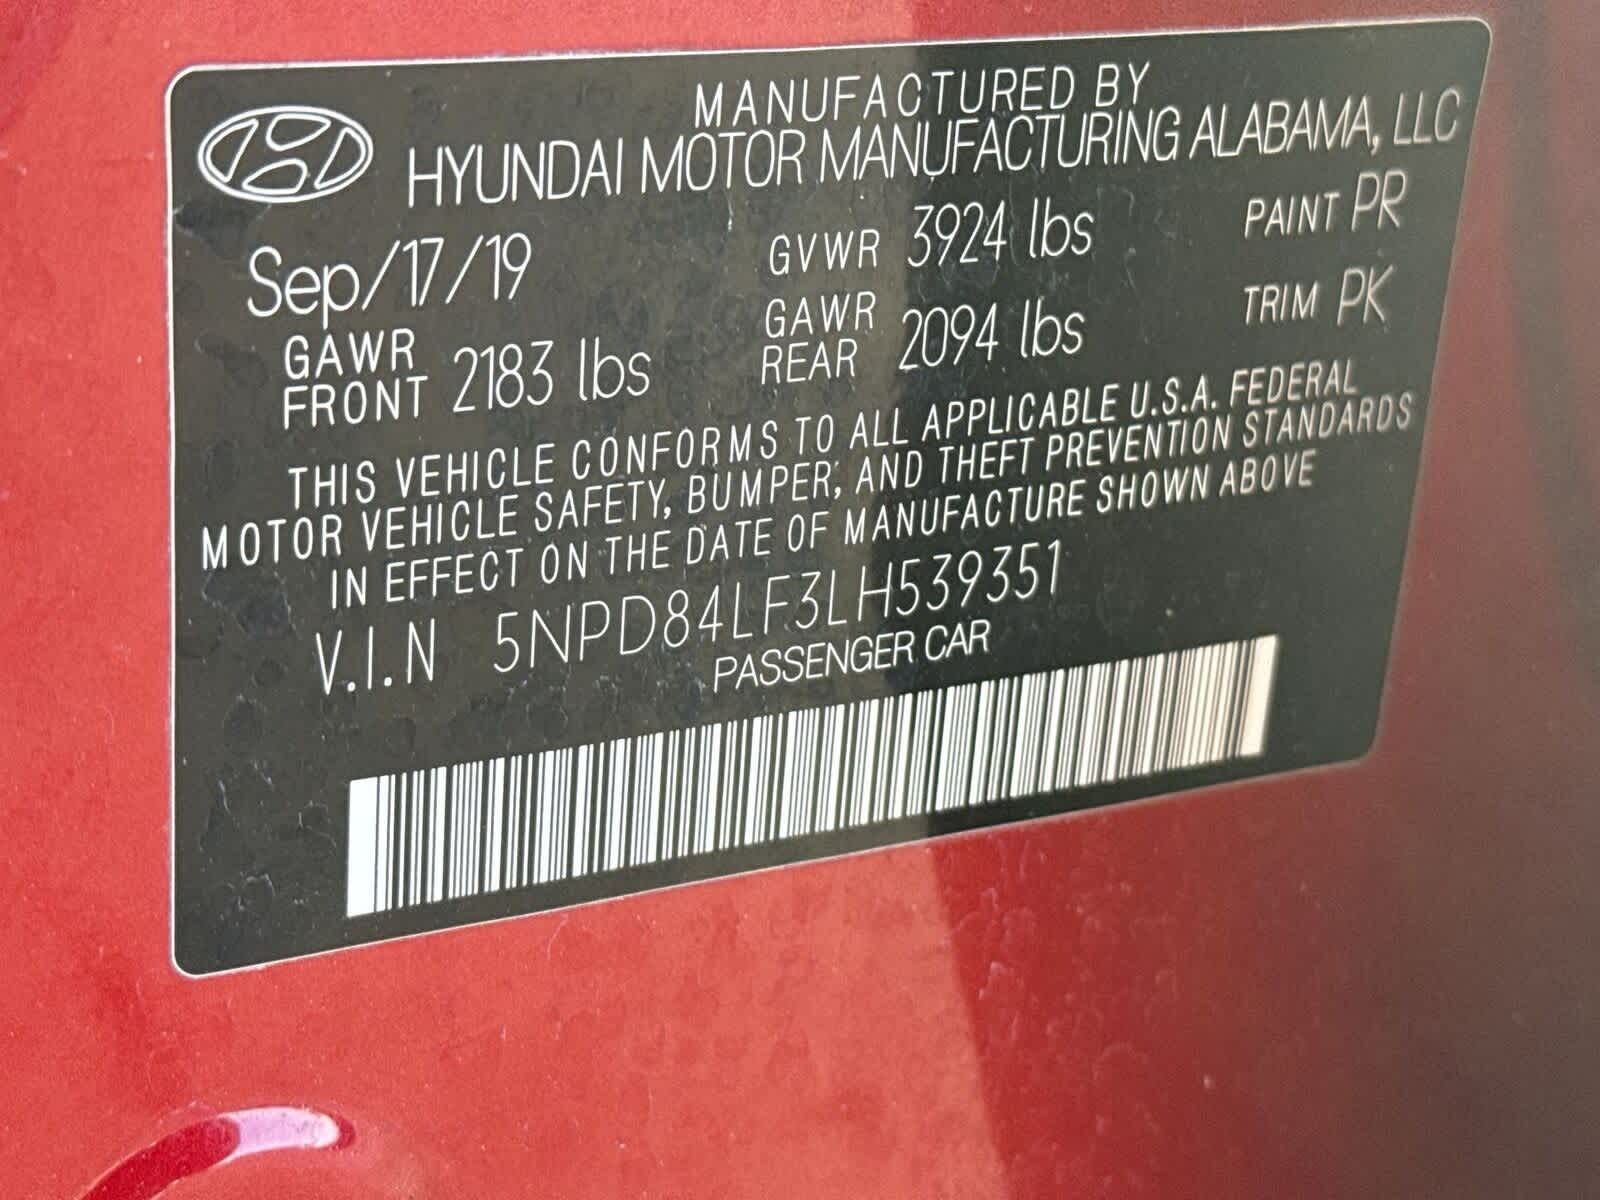 MANUFACTURED BY
HYUNDAI MOTOR MANUFACTURING ALABAMA, LLC
Sep/17/19 GVWR 3924 lbs PAINT PR
GAWR FRONT 2183 lbs GAWR REAR 2094 lbs TRIM PK
THIS VEHICLE CONFORMS TO ALL APPLICABLE U.S.A. FEDERAL
MOTOR VEHICLE SAFETY, BUMPER, AND THEFT PREVENTION STANDARDS
IN EFFECT ON THE DATE OF MANUFACTURE SHOWN ABOVE
V.I.N 5NPD84LF3LH539351
PASSENGER CAR